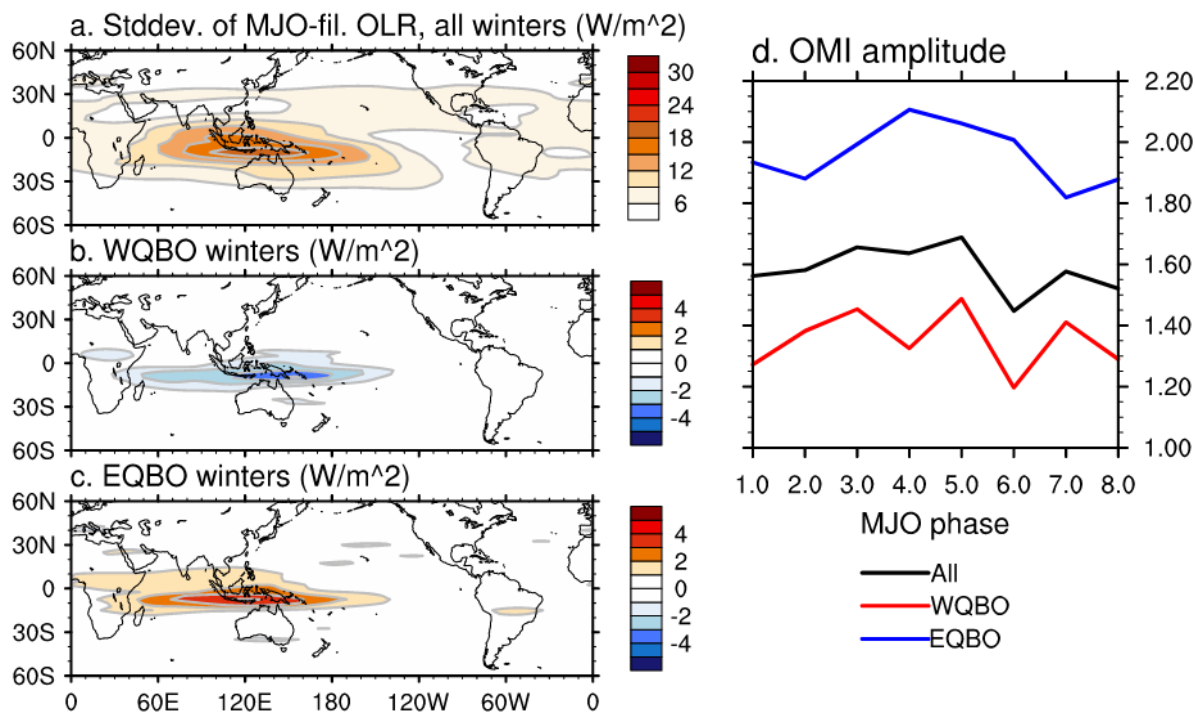 a. Stddev. of MJO-fil. OLR, all winters (W/m^2)
60N
30N
0
30S
60S
30
24
18
12
6
b. WQBO winters (W/m^2)
60N
30N
0
30S
60S
4
2
0
-2
-4
c. EQBO winters (W/m^2)
60N
30N
0
30S
60S
0 60E 120E 180 120W 60W 0
4
2
0
-2
-4
d. OMI amplitude
2.20
2.00
1.80
1.60
1.40
1.20
1.00
1.0 2.0 3.0 4.0 5.0 6.0 7.0 8.0
MJO phase
All
WQBO
EQBO